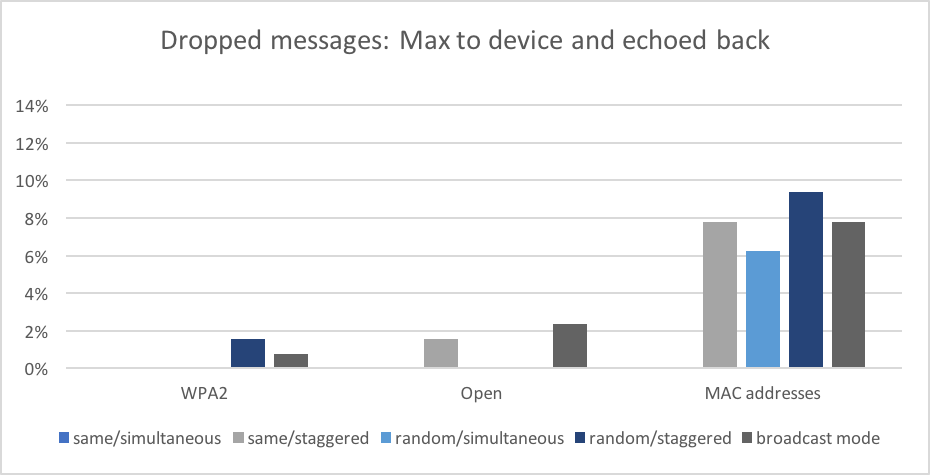 Dropped messages: Max to device and echoed back
14%
12%
10%
8%
6%
4%
2%
0%
WPA2 Open MAC addresses
same/simultaneous same/staggered random/simultaneous random/staggered broadcast mode